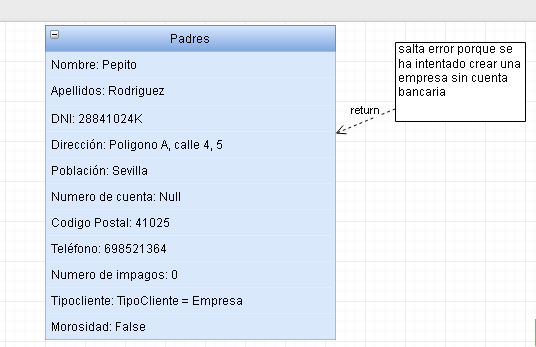 Padres
Nombre: Pepito
Apellidos: Rodriguez
DNI: 28841024K
Dirección: Poligono A, calle 4, 5
Población: Sevilla
Numero de cuenta: Null
Codigo Postal: 41025
Teléfono: 698521364
Numero de impagos: 0
Tipocliente: TipoCliente = Empresa
Morosidad: False
return
salta error porque se
ha intentado crear una
empresa sin cuenta
bancaria